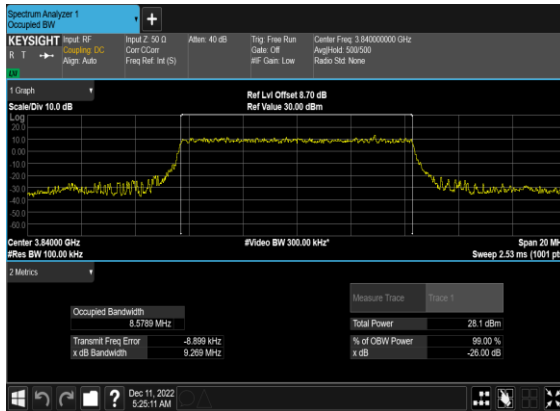 Spectrum Analyzer 1
Occupied BW
KEYSIGHT
R T
LXI
Input: RF
Coupling: DC
Align: Auto
Input Z: 50 Ω
Corr CCorr
Freq Ref: Int (S)
Atten: 40 dB
Trig: Free Run
Gate: Off
#IF Gain: Low
Center Freq: 3.840000000 GHz
Avg|Hold: 500/500
Radio Std: None
1 Graph
Scale/Div 10.0 dB
Ref Lvl Offset 8.70 dB
Ref Value 30.00 dBm
Log
20.0
10.0
0.00
-10.0
-20.0
-30.0
-40.0
-50.0
-60.0
Center 3.84000 GHz
#Video BW 300.00 kHz*
Span 20 MH
#Res BW 100.00 kHz
Sweep 2.53 ms (1001 pt
2 Metrics
Measure Trace Trace 1
Occupied Bandwidth
8.5789 MHz
Total Power 28.1 dBm
Transmit Freq Error -8.899 kHz
% of OBW Power 99.00 %
x dB Bandwidth 9.269 MHz
x dB -26.00 dB
?
Dec 11, 2022
5:25:11 AM